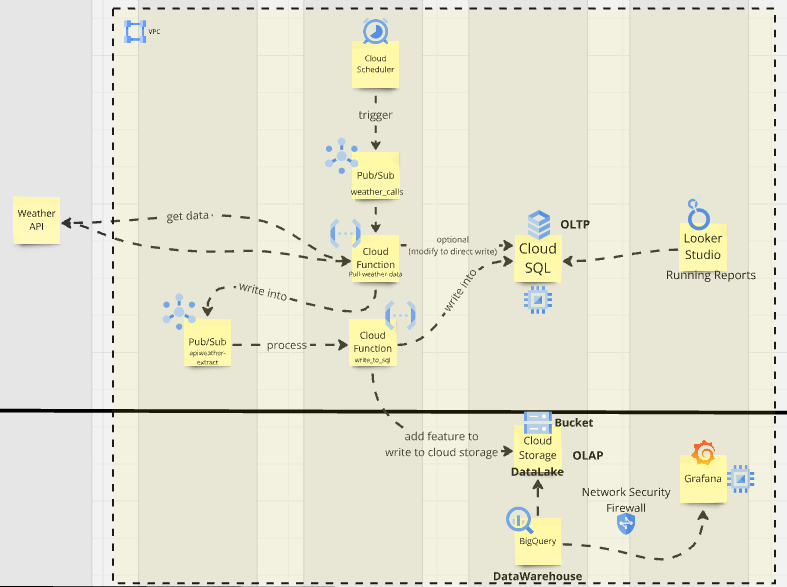 VPC
Cloud
Scheduler
trigger
Pub/Sub
weather_calls
Weather
API
get data
Cloud
Function
Pull weather data
optional
(modify to direct write)
OLTP
Cloud
SQL
Looker
Studio
Running Reports
write into
write into
Pub/Sub
apiweather-
extract
process
Cloud
Function
write_to_sql
add feature to
write to cloud storage
Bucket
Cloud
Storage
OLAP
DataLake
Grafana
Network Security
Firewall
BigQuery
DataWarehouse